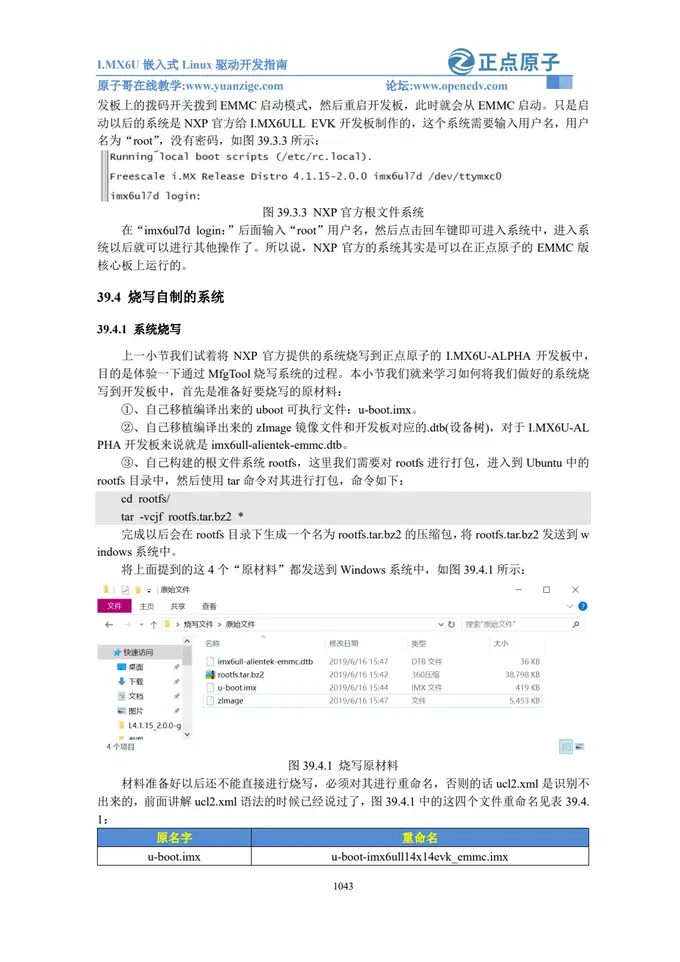 I.MX6U 嵌入式 Linux 驱动开发指南
正点原子
原子哥在线教学:www.yuanzige.com
论坛:www.openedv.com
发板上的拨码开关拨到 EMMC 启动模式，然后重启开发板，此时就会从 EMMC 启动。只是启
动以后的系统是 NXP 官方给 I.MX6ULL EVK 开发板制作的，这个系统需要输入用户名，用户
名为“root”，没有密码，如图 39.3.3 所示：
Running local boot scripts (/etc/rc.local).
Freescale i.MX Release Distro 4.1.15-2.0.0 imx6ul7d /dev/ttymxc0
imx6ul7d login:
图 39.3.3 NXP 官方根文件系统
在“imx6ul7d login：”后面输入“root”用户名，然后点击回车键即可进入系统中，进入系
统以后就可以进行其他操作了。所以说，NXP 官方的系统其实是可以在正点原子的 EMMC 版
核心板上运行的。
39.4 烧写自制的系统
39.4.1 系统烧写
上一小节我们试着将 NXP 官方提供的系统烧写到正点原子的 I.MX6U-ALPHA 开发板中，
目的是体验一下通过 MfgTool 烧写系统的过程。本小节我们就来学习如何将我们做好的系统烧
写到开发板中，首先是准备好要烧写的原材料：
①、自己移植编译出来的 uboot 可执行文件：u-boot.imx。
②、自己移植编译出来的 zImage 镜像文件和开发板对应的.dtb(设备树)，对于 I.MX6U-AL
PHA 开发板来说就是 imx6ull-alientek-emmc.dtb。
③、自己构建的根文件系统 rootfs，这里我们需要对 rootfs 进行打包，进入到 Ubuntu 中的
rootfs 目录中，然后使用 tar 命令对其进行打包，命令如下：
cd rootfs/
tar -vcjf rootfs.tar.bz2 *
完成以后会在 rootfs 目录下生成一个名为 rootfs.tar.bz2 的压缩包，将 rootfs.tar.bz2 发送到 w
indows 系统中。
将上面提到的这 4 个“原材料”都发送到 Windows 系统中，如图 39.4.1 所示：
原始文件
文件 主页 共享 查看
烧写文件 › 原始文件 搜索"原始文件"
名称 修改日期 类型 大小
快速访问
桌面
下载
文档
图片
L4.1.15_2.0.0-g
imx6ull-alientek-emmc.dtb 2019/6/16 15:47 DTB 文件 36 KB
rootfs.tar.bz2 2019/6/16 15:42 360压缩 38,798 KB
u-boot.imx 2019/6/16 15:44 IMX 文件 419 KB
zImage 2019/6/16 15:47 文件 5,453 KB
4 个项目
图 39.4.1 烧写原材料
材料准备好以后还不能直接进行烧写，必须对其进行重命名，否则的话 ucl2.xml 是识别不
出来的，前面讲解 ucl2.xml 语法的时候已经说过了，图 39.4.1 中的这四个文件重命名见表 39.4.
1：
原名字 重命名
u-boot.imx u-boot-imx6ull14x14evk_emmc.imx
1043